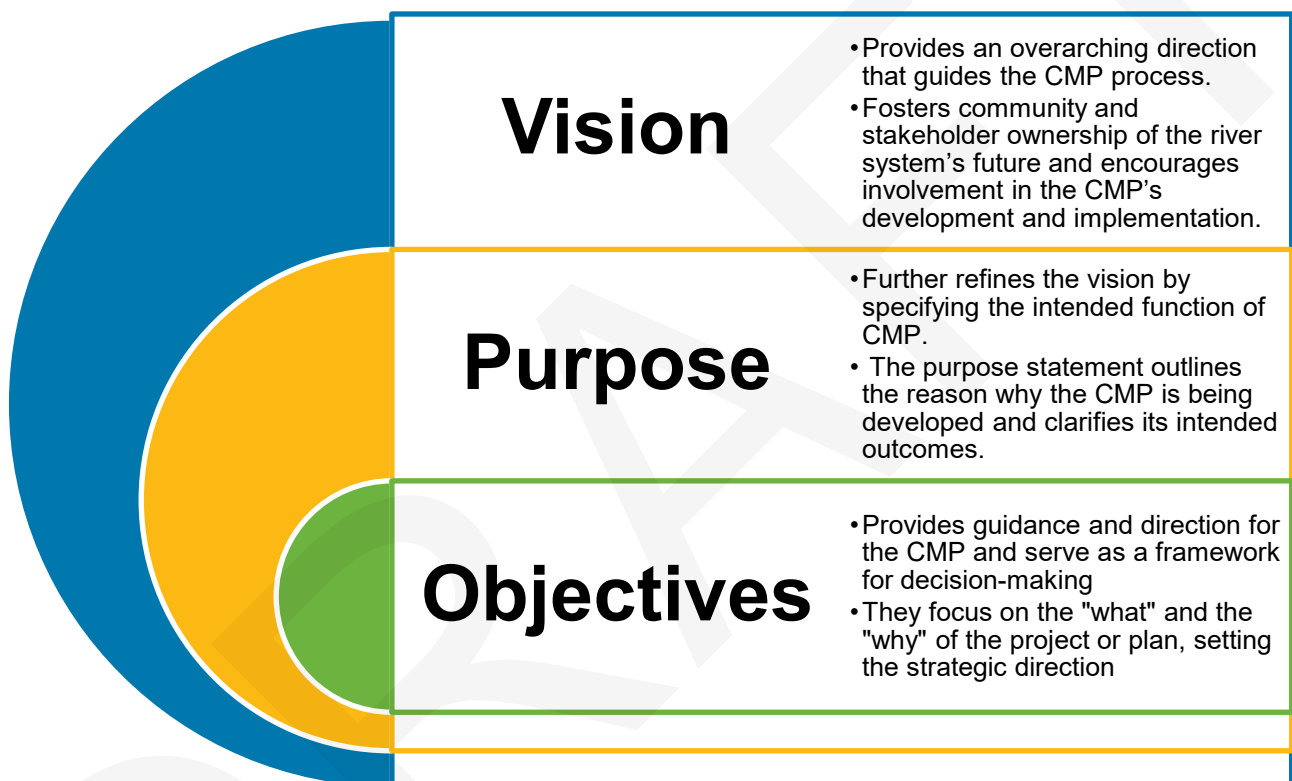 Vision
•Provides an overarching direction
that guides the CMP process.
•Fosters community and
stakeholder ownership of the river
system’s future and encourages
involvement in the CMP’s
development and implementation.
Purpose
•Further refines the vision by
specifying the intended function of
CMP.
• The purpose statement outlines
the reason why the CMP is being
developed and clarifies its intended
outcomes.
Objectives
•Provides guidance and direction for
the CMP and serve as a framework
for decision-making
•They focus on the "what" and the
"why" of the project or plan, setting
the strategic direction
DRAFT